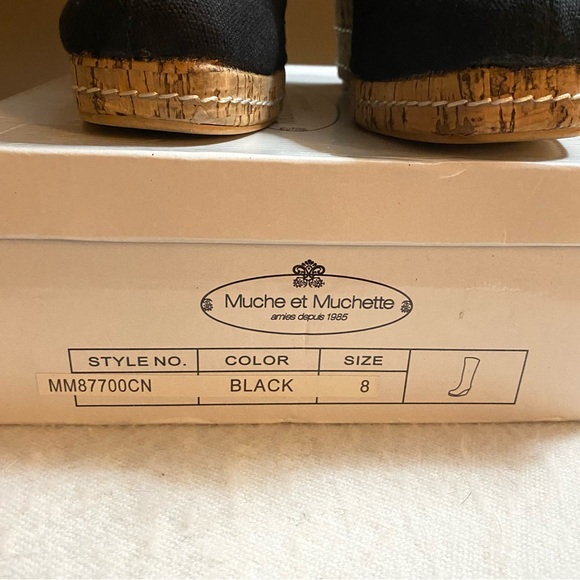 Muche et Muchette
amies depuis 1985
STYLE NO. COLOR SIZE
MM87700CN BLACK 8